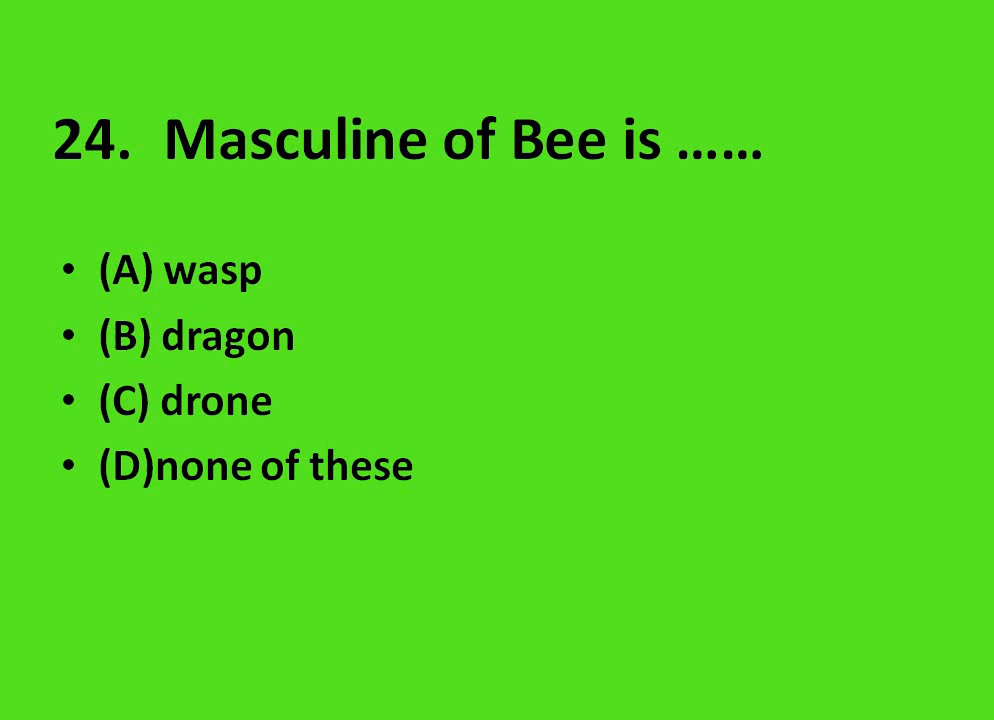 24. Masculine of Bee is ……
• (A) wasp
• (B) dragon
• (C) drone
• (D)none of these